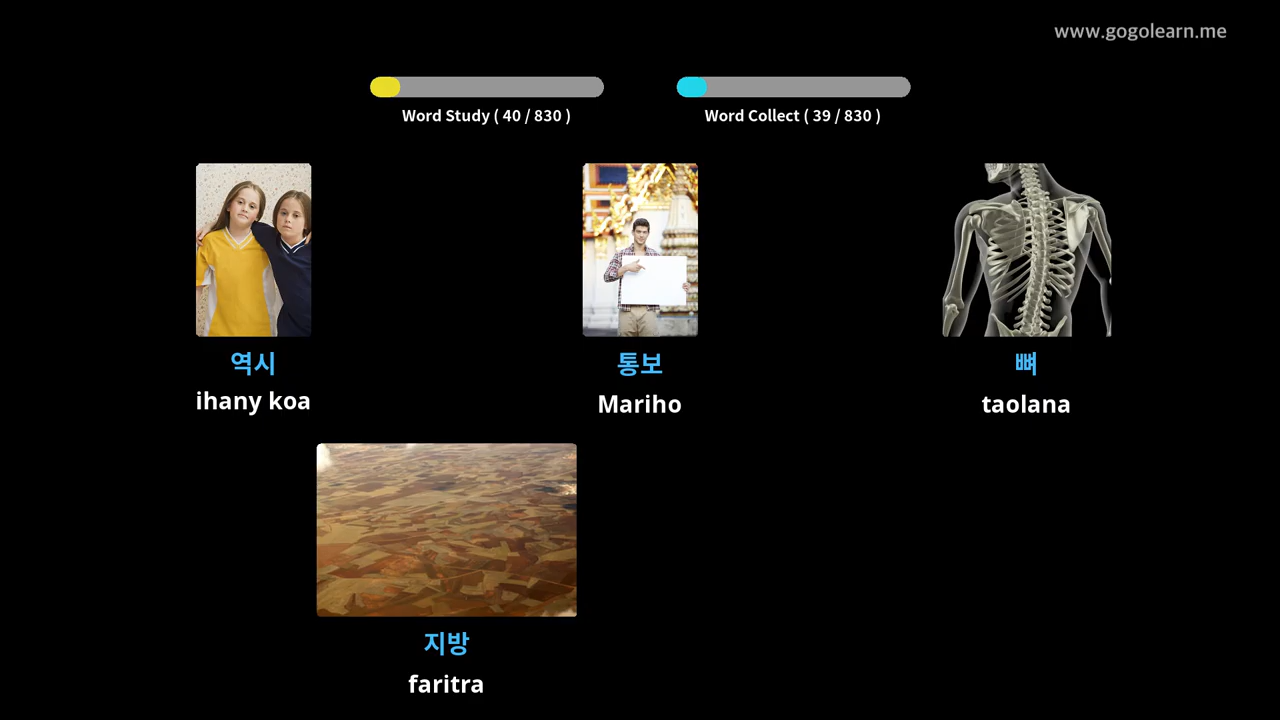 www.gogolearn.me
Word Study ( 40 / 830 )
Word Collect ( 39 / 830 )
역시
ihany koa
통보
Mariho
뼈
taolana
지방
faritra